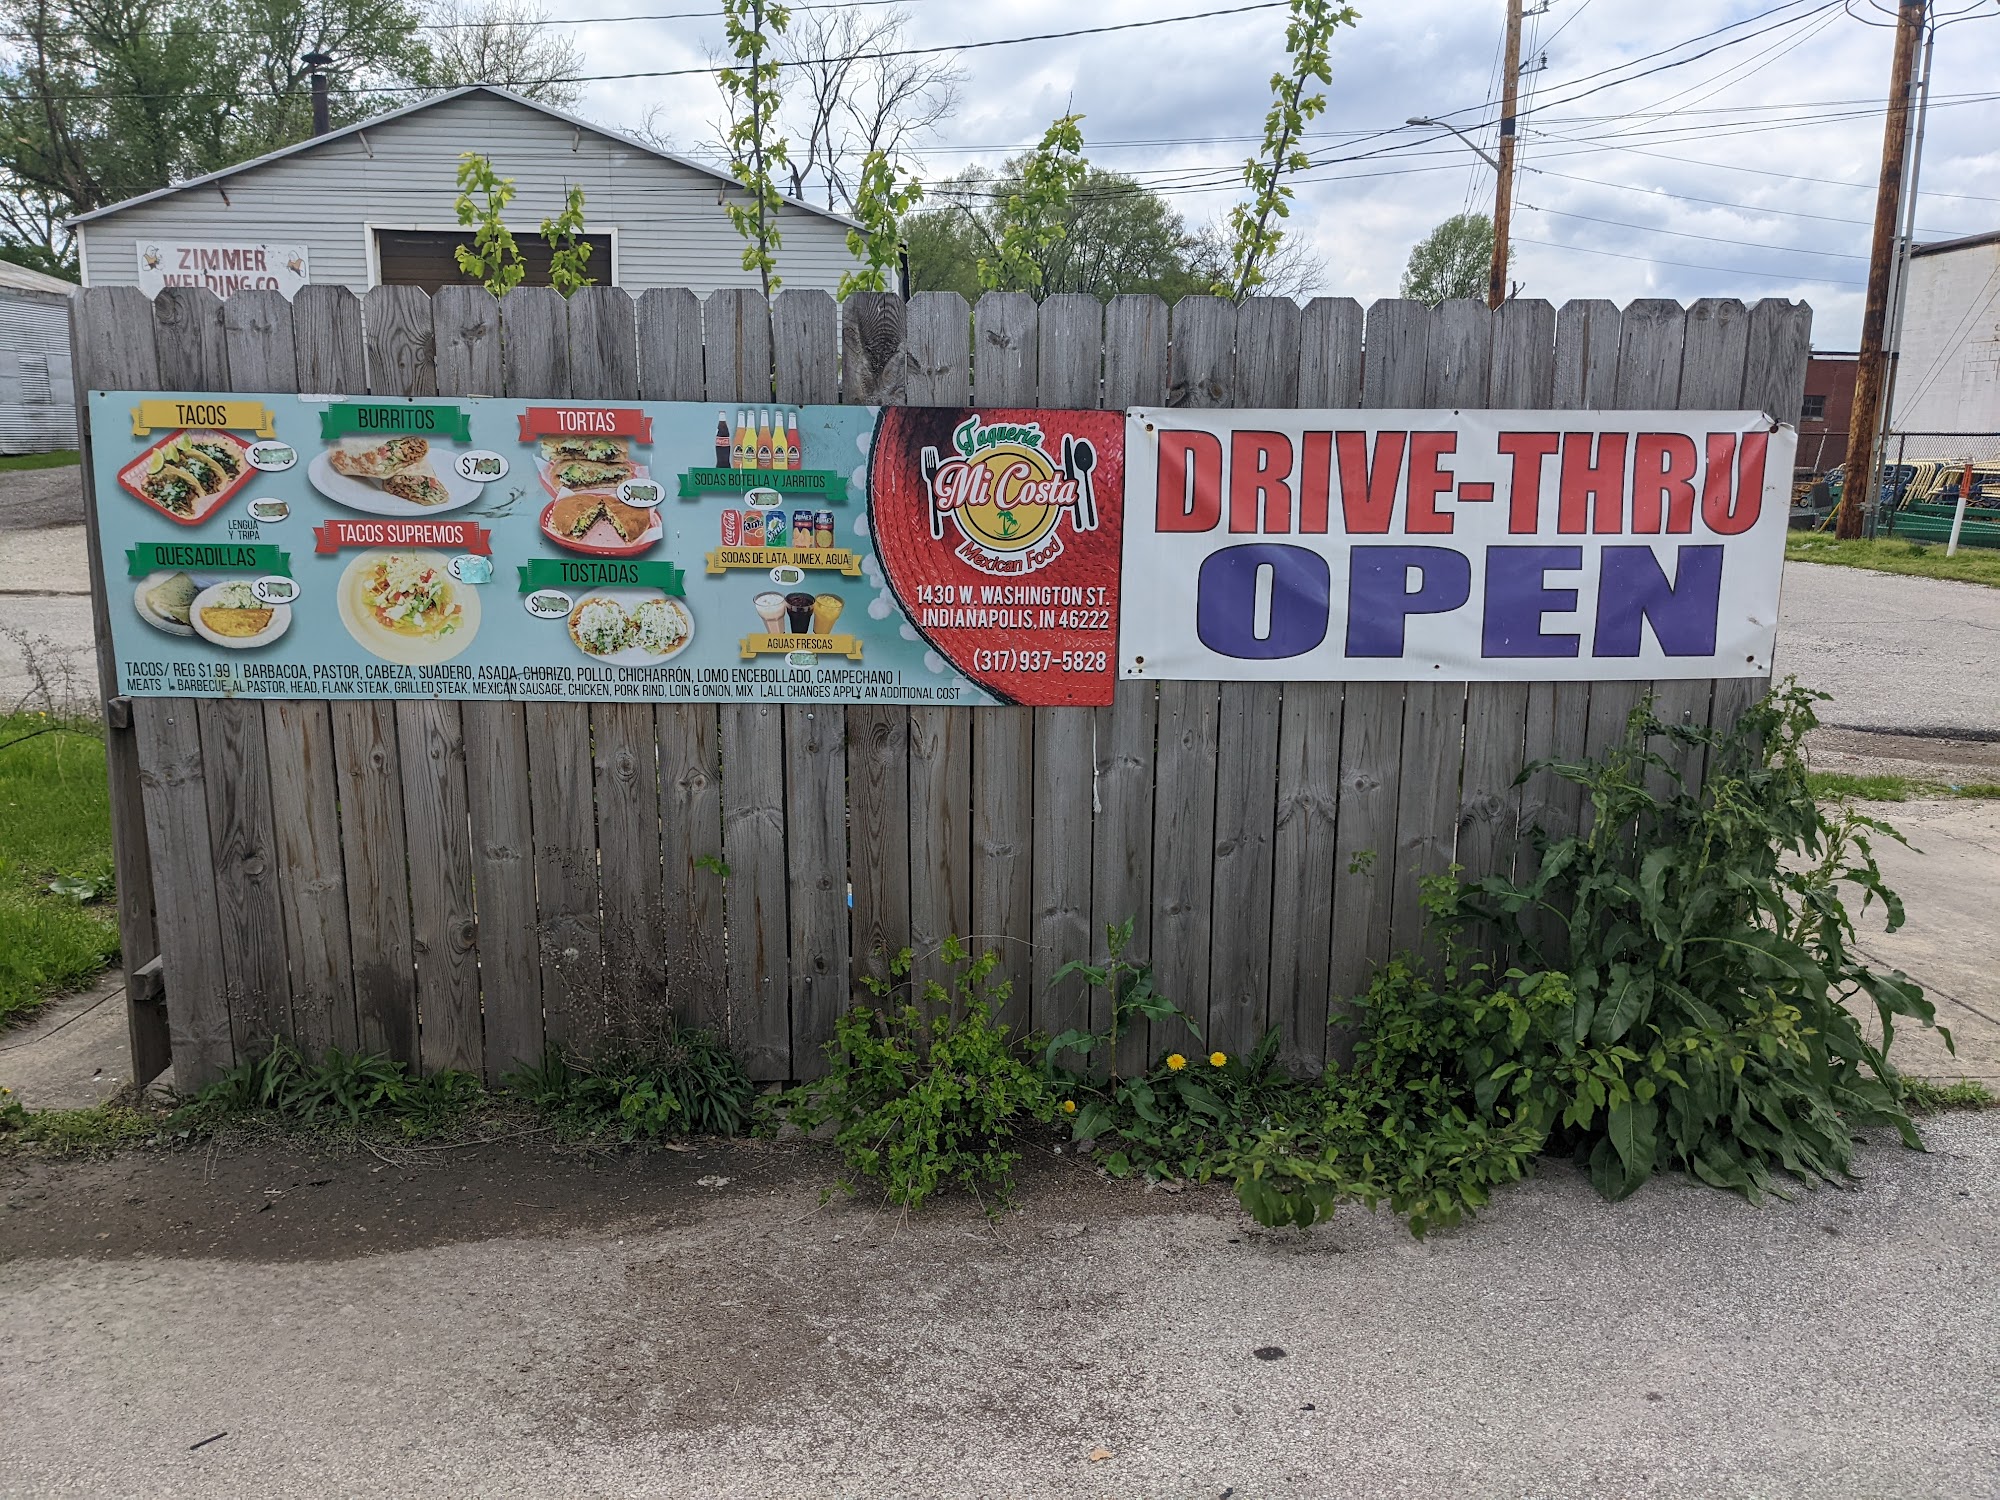 ZIMMER
WELDING CO
TACOS
LENGUA
Y TRIPA
BURRITOS
TORTAS
QUESADILLAS
TACOS SUPREMOS
TOSTADAS
SODAS BOTELLA Y JARRITOS
SODAS DE LATA, JUMEX, AGUA
AGUAS FRESCAS
TACOS/ REG $1.99 | BARBACOA, PASTOR, CABEZA, SUADERO, ASADA, CHORIZO, POLLO, CHICHARRÓN, LOMO ENCEBOLLADO, CAMPECHANO |
MEATS | BARBECUE, AL PASTOR, HEAD, FLANK STEAK, GRILLED STEAK, MEXICAN SAUSAGE, CHICKEN, PORK RIND, LOIN & ONION, MIX | ALL CHANGES APPLY AN ADDITIONAL COST
Taquería
Mi Costa
Mexican Food
1430 W. WASHINGTON ST.
INDIANAPOLIS, IN 46222
(317)937-5828
DRIVE-THRU
OPEN